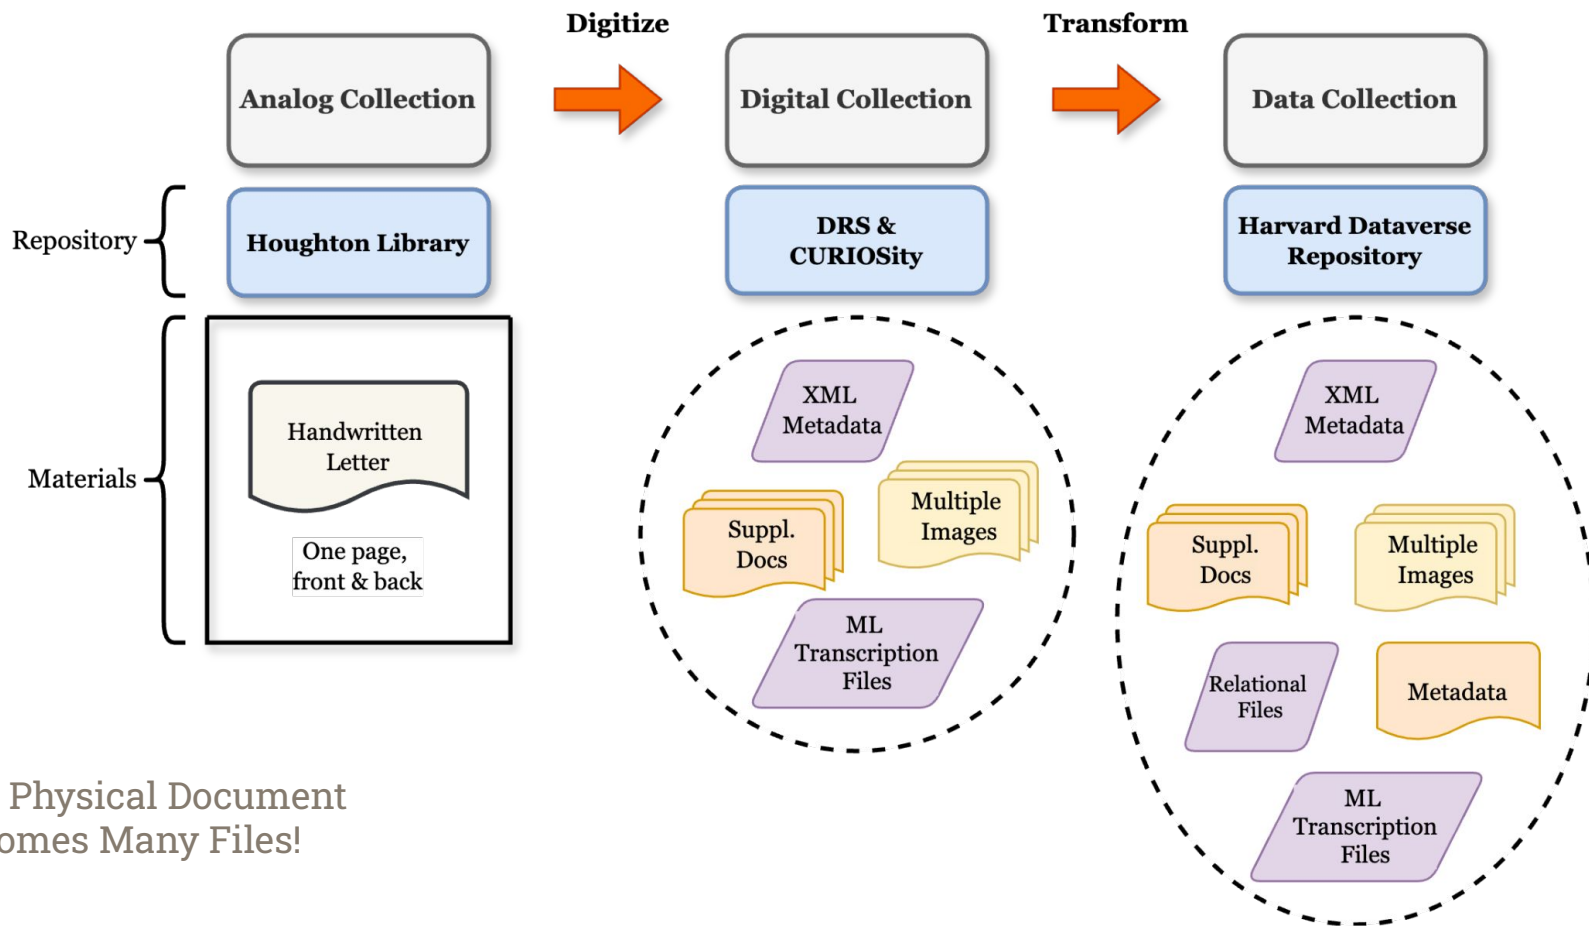 Digitize
Transform
Analog Collection
Digital Collection
Data Collection
Repository
Houghton Library
DRS &
CURIOSity
Harvard Dataverse
Repository
Materials
Handwritten
Letter
One page,
front & back
XML
Metadata
Suppl.
Docs
Multiple
Images
ML
Transcription
Files
XML
Metadata
Suppl.
Docs
Multiple
Images
Relational
Files
Metadata
ML
Transcription
Files
Physical Document
omes Many Files!